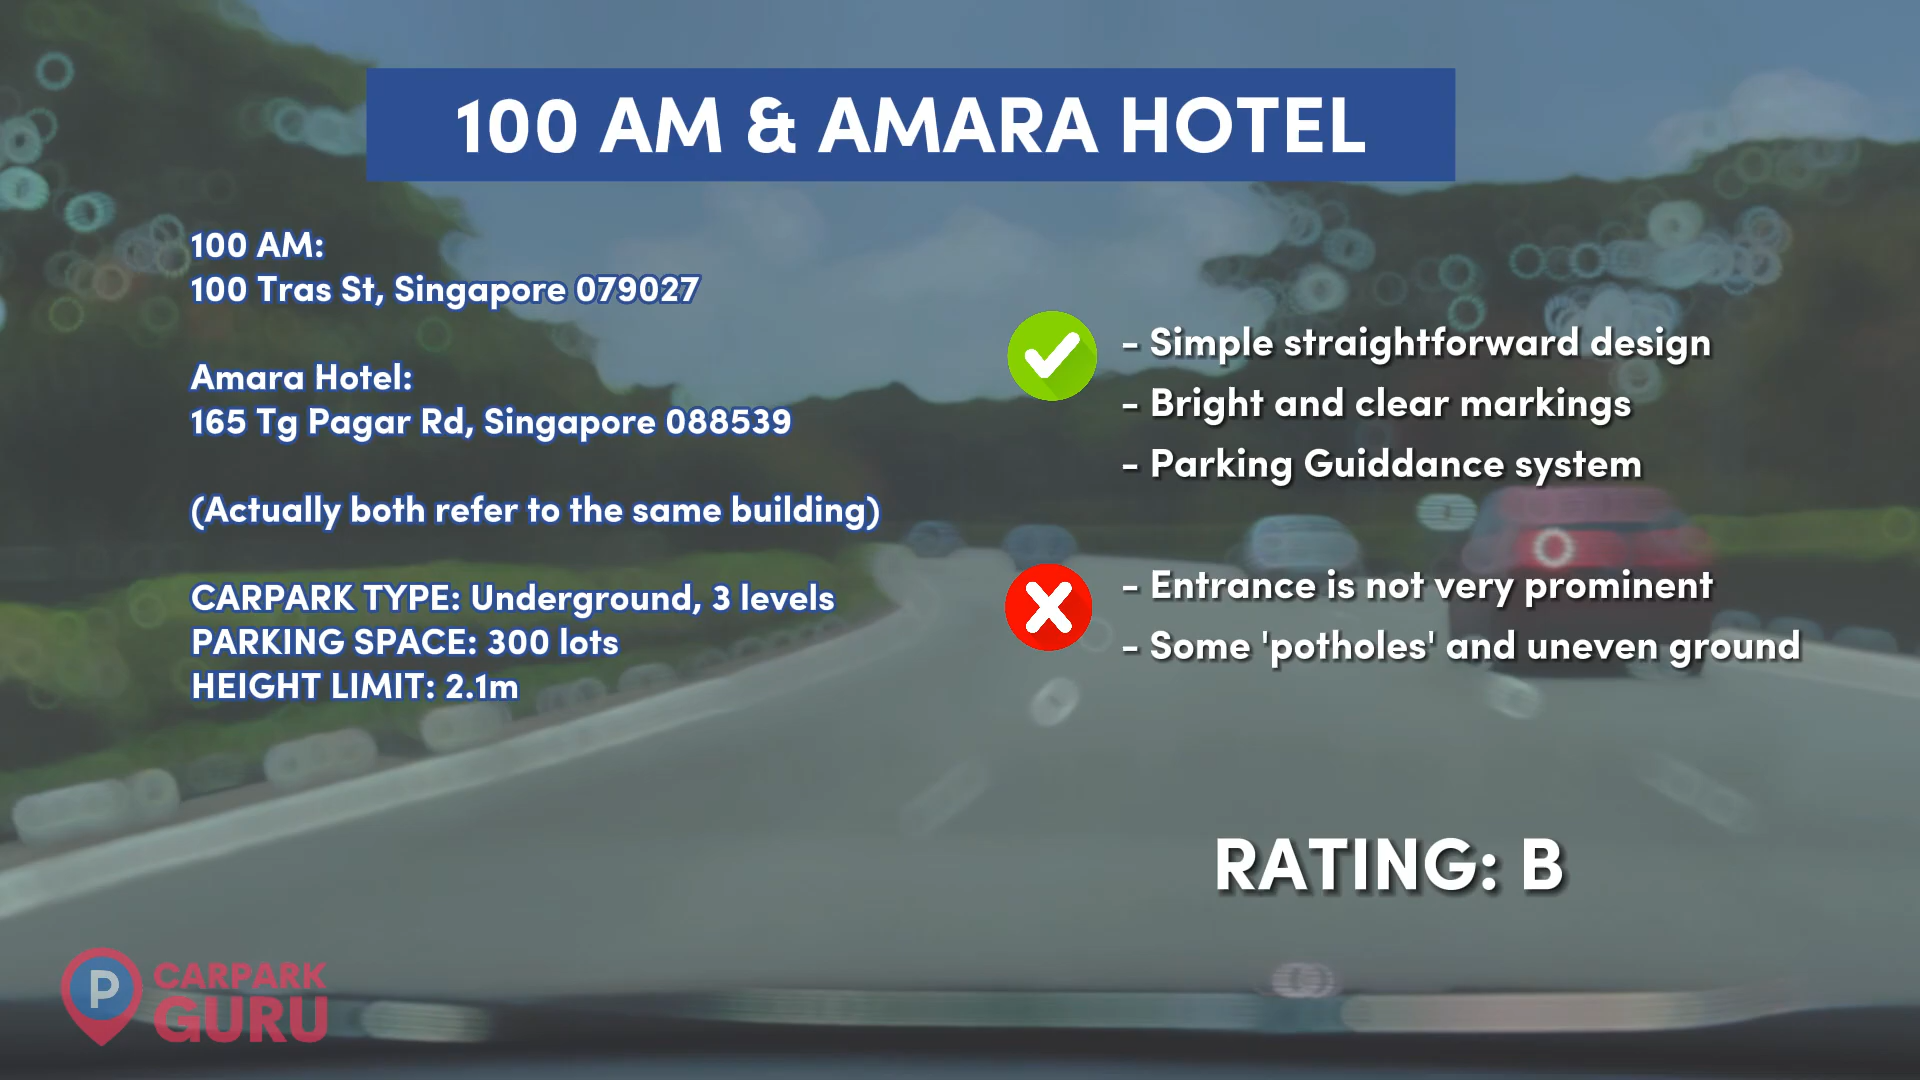 100 AM & AMARA HOTEL
100 AM:
100 Tras St, Singapore 079027
Amara Hotel:
165 Tg Pagar Rd, Singapore 088539
(Actually both refer to the same building)
CARPARK TYPE: Underground, 3 levels
PARKING SPACE: 300 lots
HEIGHT LIMIT: 2.1m
- Simple straightforward design
- Bright and clear markings
- Parking Guiddance system
- Entrance is not very prominent
- Some 'potholes' and uneven ground
RATING: B
P
CARPARK
GURU